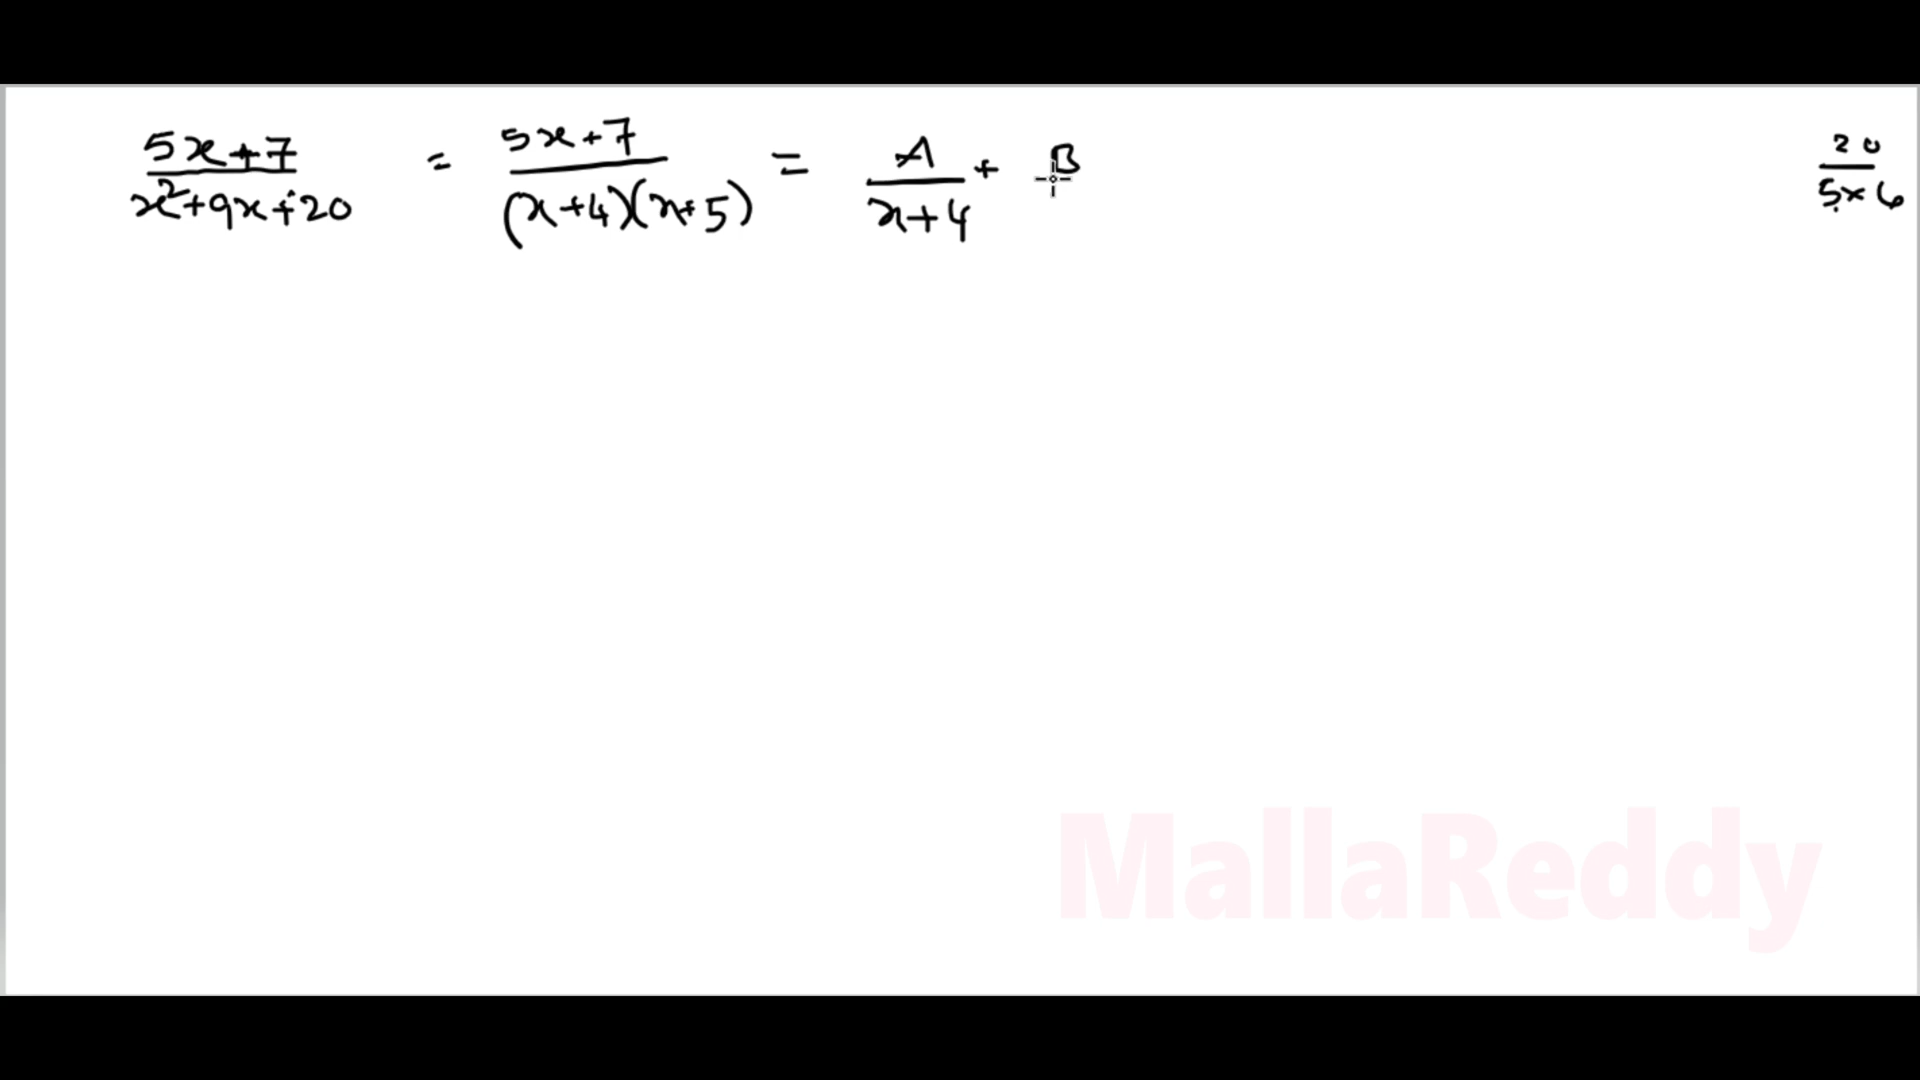 (5x+7)/(x²+9x+20) = (5x+7)/((x+4)(x+5)) = A/(x+4) + B
20/(5×6)
MallaReddy